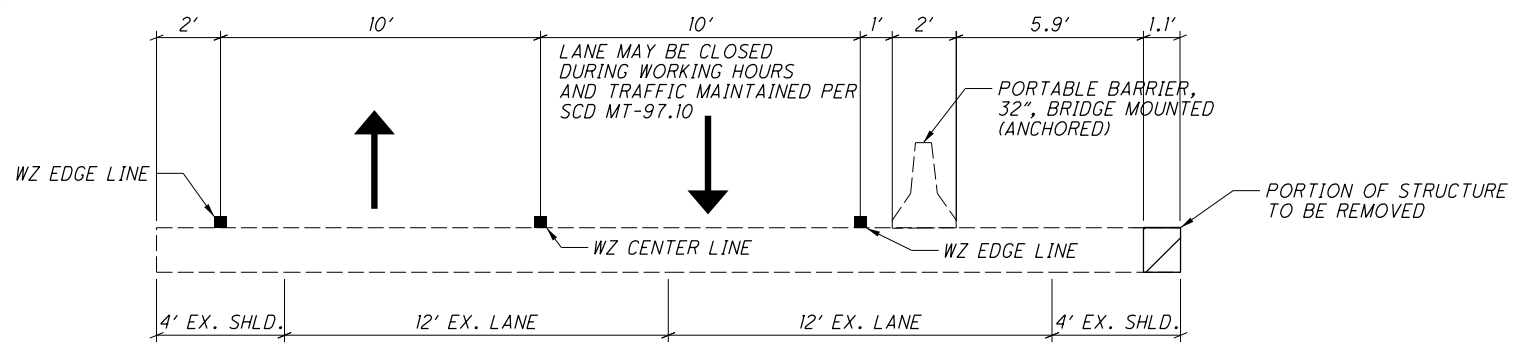 2'
10'
10'
1'
2'
5.9'
1.1'
LANE MAY BE CLOSED
DURING WORKING HOURS
AND TRAFFIC MAINTAINED PER
SCD MT-97.10
PORTABLE BARRIER,
32", BRIDGE MOUNTED
(ANCHORED)
WZ EDGE LINE
PORTION OF STRUCTURE
TO BE REMOVED
WZ CENTER LINE
WZ EDGE LINE
4' EX. SHLD.
12' EX. LANE
12' EX. LANE
4' EX. SHLD.